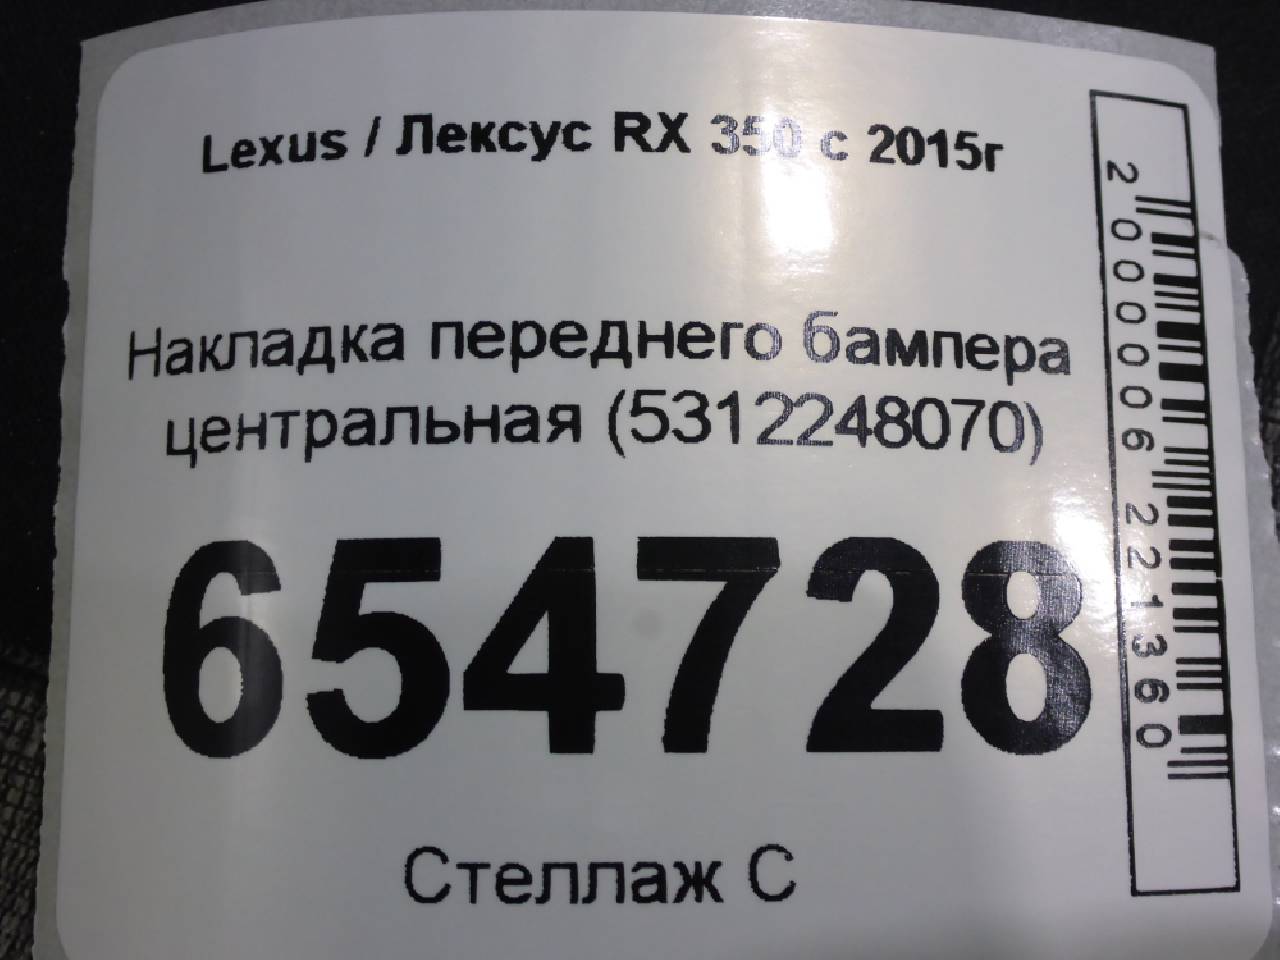 Lexus / Лексус RX 350 с 2015г
Накладка переднего бампера
центральная (5312248070)
654728
Стеллаж С
2000006221360